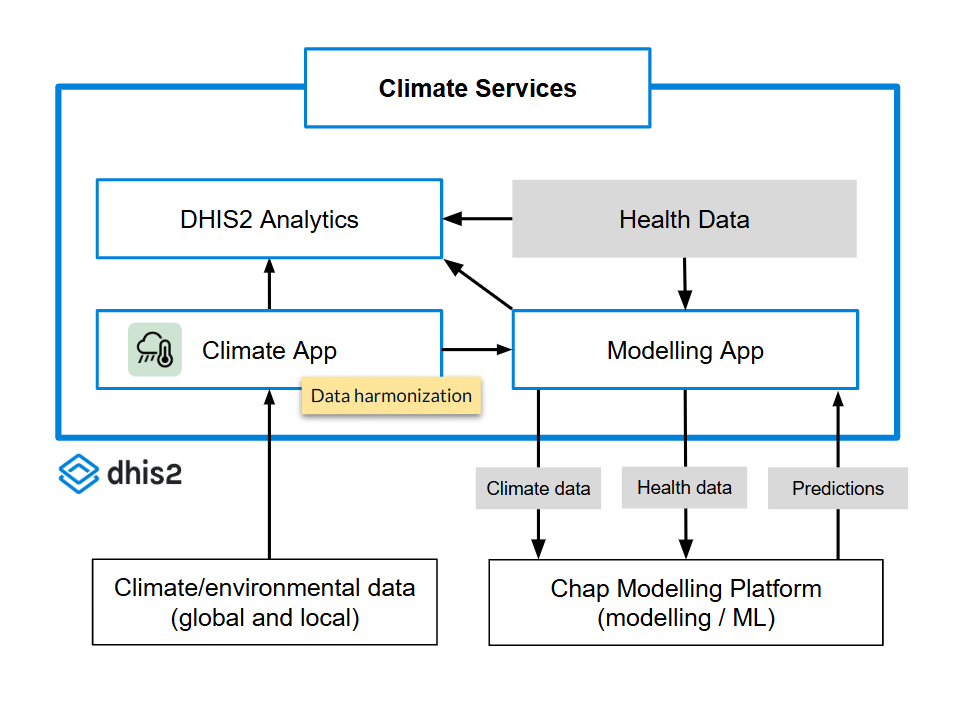 Climate Services
DHIS2 Analytics
Health Data
Climate App
Modelling App
Data harmonization
dhis2
Climate data
Health data
Predictions
Climate/environmental data
(global and local)
Chap Modelling Platform
(modelling / ML)